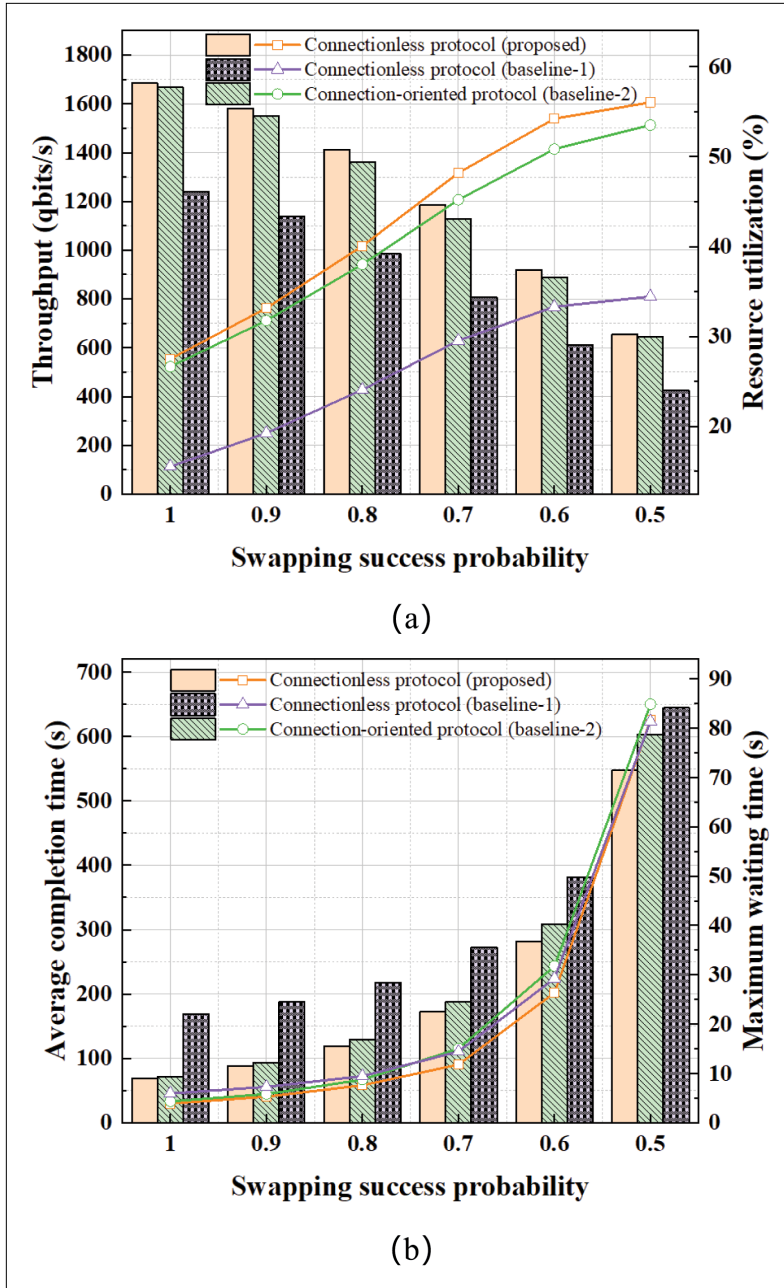 Connectionless protocol (proposed)
Connectionless protocol (baseline-1)
Connection-oriented protocol (baseline-2)
1800
1600
1400
1200
1000
800
600
400
200
0
Throughput (qbits/s)
60
50
40
30
20
Resource utilization (%)
1 0.9 0.8 0.7 0.6 0.5
Swapping success probability
(a)
Connectionless protocol (proposed)
Connectionless protocol (baseline-1)
Connection-oriented protocol (baseline-2)
700
600
500
400
300
200
100
0
Average completion time (s)
90
80
70
60
50
40
30
20
10
0
Maximum waiting time (s)
1 0.9 0.8 0.7 0.6 0.5
Swapping success probability
(b)